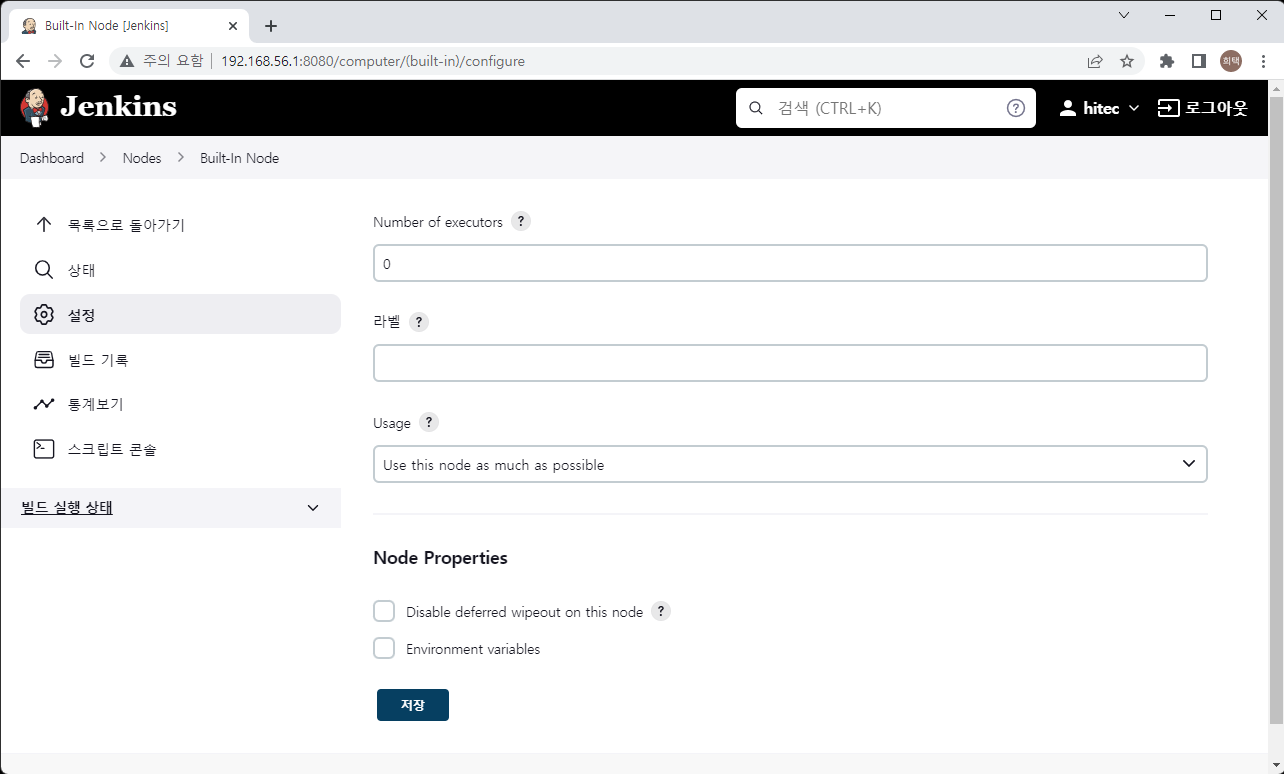 Built-In Node [Jenkins]
주의 요함 192.168.56.1:8080/computer/(built-in)/configure
희택
Jenkins
검색 (CTRL+K)
?
hitec
로그아웃
Dashboard
Nodes
Built-In Node
목록으로 돌아가기
상태
설정
빌드 기록
통계보기
스크립트 콘솔
빌드 실행 상태
Number of executors ?
0
라벨 ?
Usage ?
Use this node as much as possible
Node Properties
Disable deferred wipeout on this node ?
Environment variables
저장